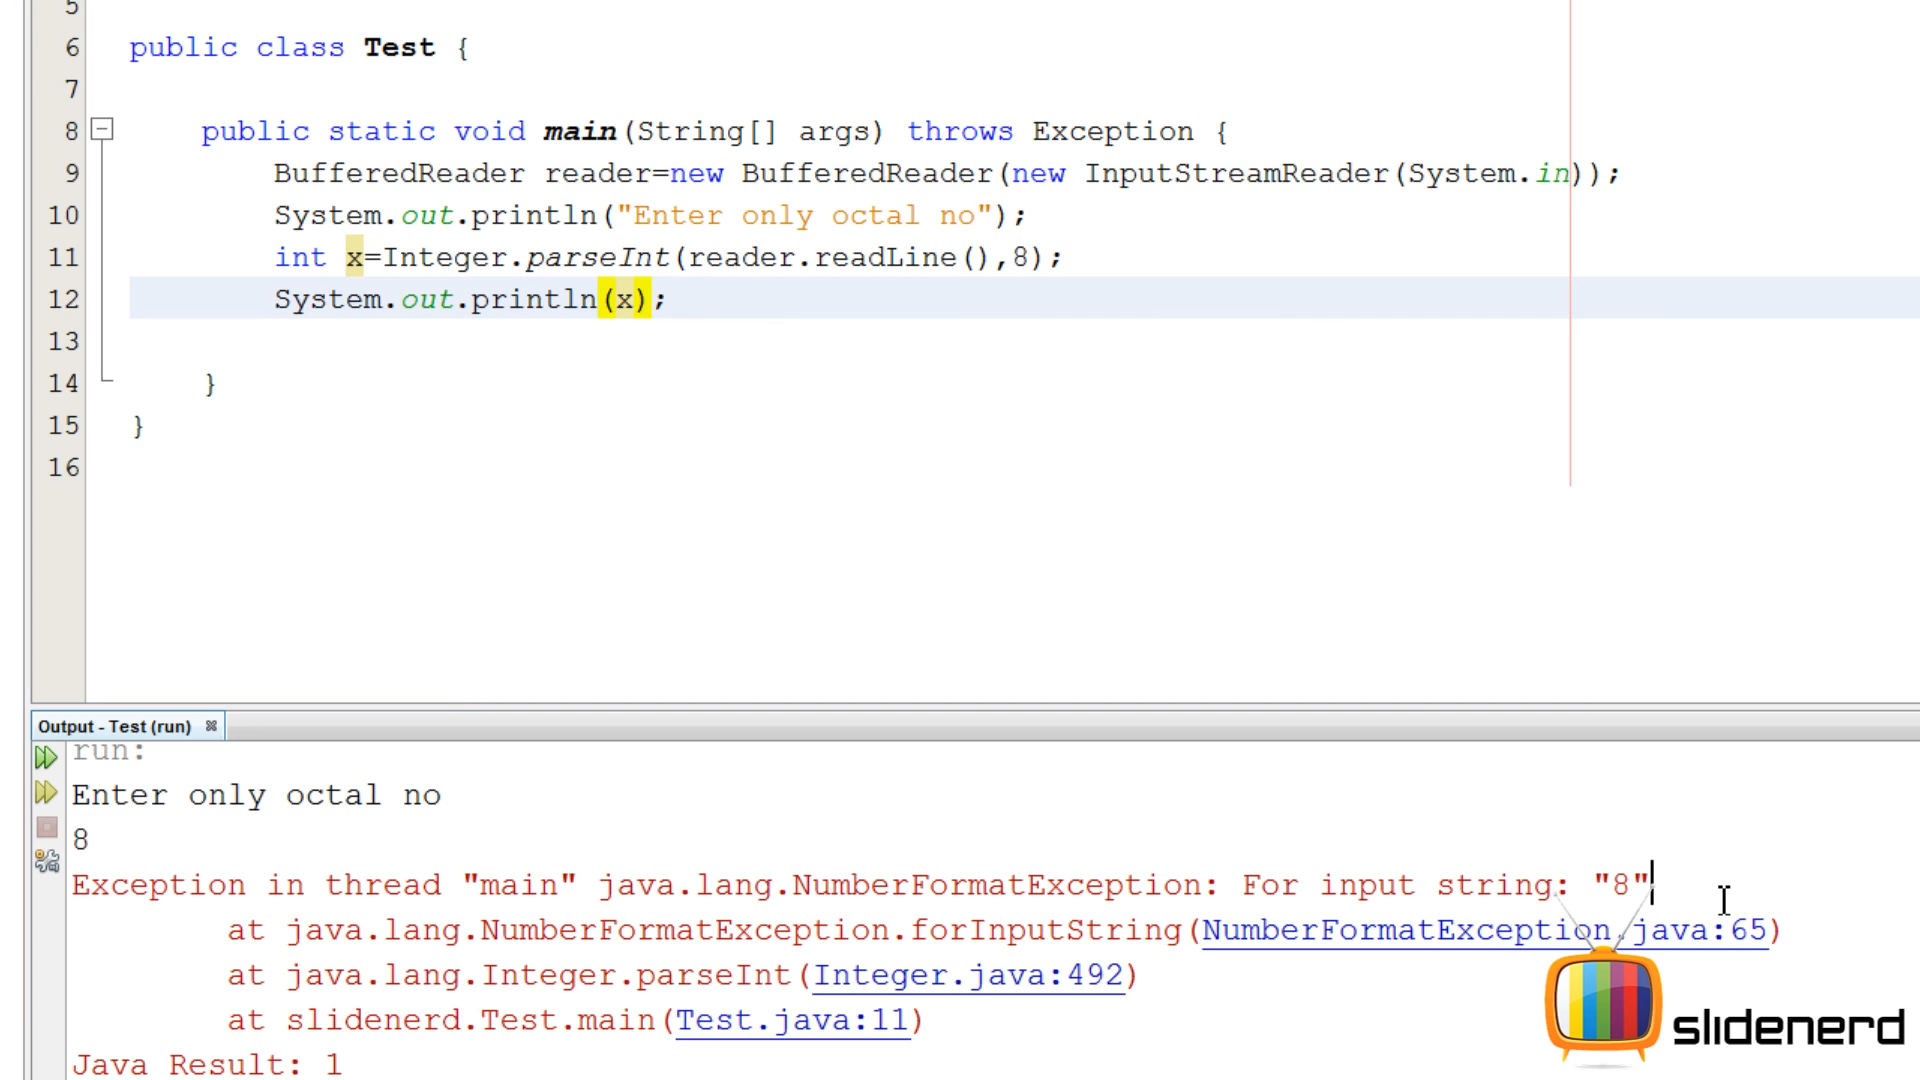 5
6 public class Test {
7
8 public static void main(String[] args) throws Exception {
9 BufferedReader reader=new BufferedReader(new InputStreamReader(System.in));
10 System.out.println("Enter only octal no");
11 int x=Integer.parseInt(reader.readLine(),8);
12 System.out.println(x);
13
14 }
15 }
16
Output - Test (run)
run:
Enter only octal no
8
Exception in thread "main" java.lang.NumberFormatException: For input string: "8"
at java.lang.NumberFormatException.forInputString(NumberFormatException.java:65)
at java.lang.Integer.parseInt(Integer.java:492)
at slidenerd.Test.main(Test.java:11)
Java Result: 1
slidenerd